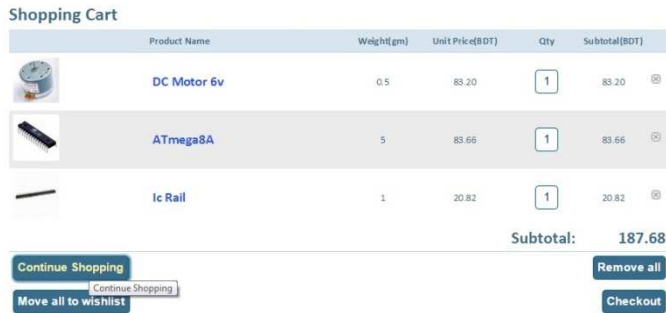 Shopping Cart
Product Name Weight(gm) Unit Price(BDT) Qty Subtotal(BDT)
DC Motor 6v 0.5 83.20 1 83.20
ATmega8A 5 83.66 1 83.66
Ic Rail 1 20.82 1 20.82
Subtotal: 187.68
Continue Shopping Remove all
Continue Shopping
Move all to wishlist Checkout